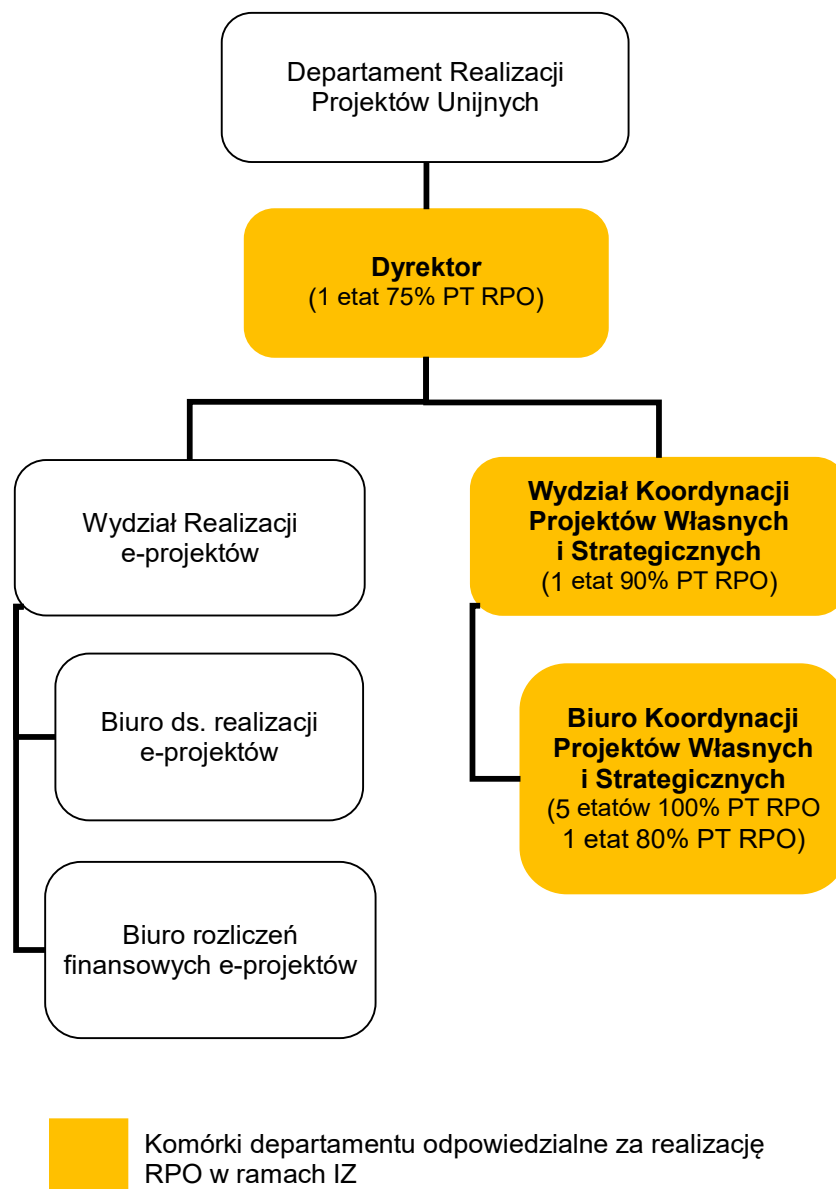 Departament Realizacji
Projektów Unijnych
Dyrektor
(1 etat 75% PT RPO)
Wydział Realizacji
e-projektów
Biuro ds. realizacji
e-projektów
Biuro rozliczeń
finansowych e-projektów
Wydział Koordynacji
Projektów Własnych
i Strategicznych
(1 etat 90% PT RPO)
Biuro Koordynacji
Projektów Własnych
i Strategicznych
(5 etatów 100% PT RPO
1 etat 80% PT RPO)
Komórki departamentu odpowiedzialne za realizację
RPO w ramach IZ